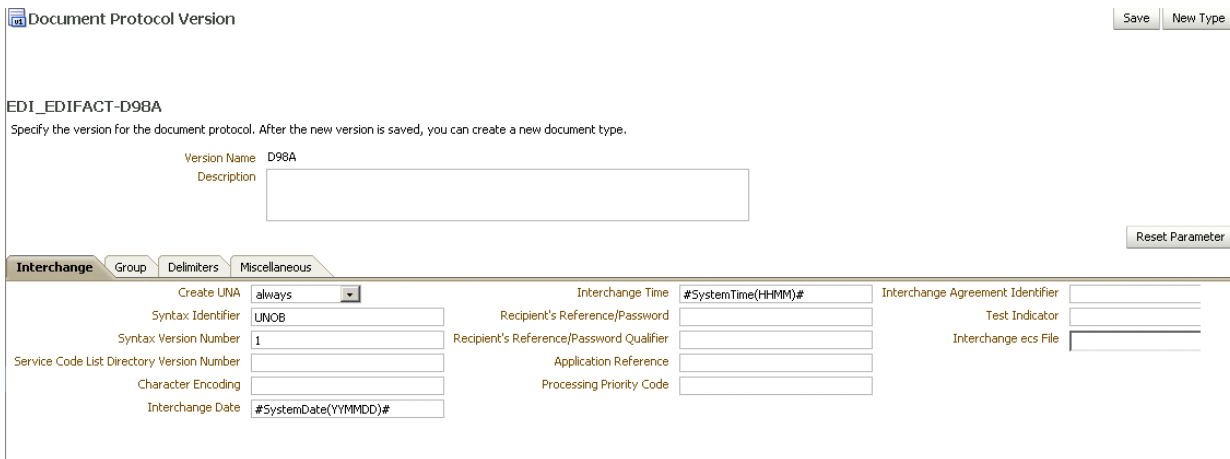 Document Protocol Version
Save New Type
EDI_EDIFACT-D98A
Specify the version for the document protocol. After the new version is saved, you can create a new document type.
Version Name D98A
Description
Reset Parameter
Interchange Group Delimiters Miscellaneous
Create UNA always Interchange Time #SystemTime(HHMM)# Interchange Agreement Identifier
Syntax Identifier UNOB Recipient's Reference/Password Test Indicator
Syntax Version Number 1 Recipient's Reference/Password Qualifier Interchange ecs File
Service Code List Directory Version Number Application Reference
Character Encoding Processing Priority Code
Interchange Date #SystemDate(YYMMDD)#